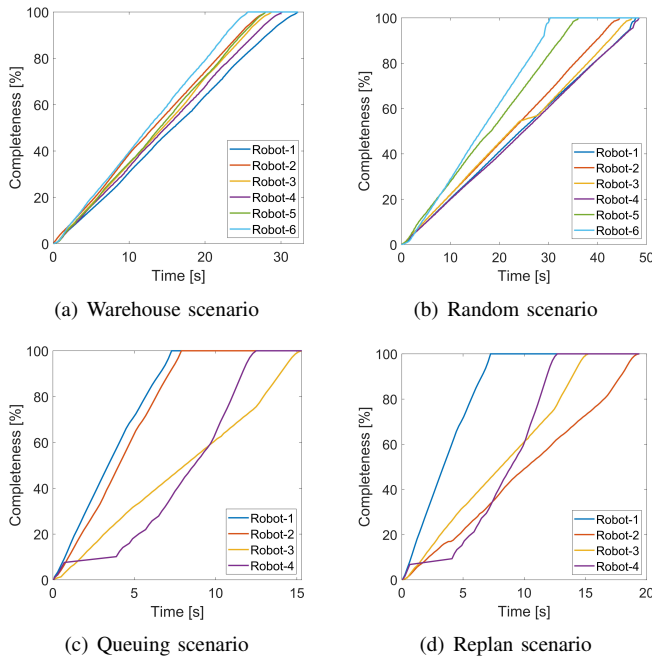 100
80
60
40
20
0
Completeness [%]
Robot-1
Robot-2
Robot-3
Robot-4
Robot-5
Robot-6
0 10 20 30
Time [s]
(a) Warehouse scenario
100
80
60
40
20
0
Completeness [%]
Robot-1
Robot-2
Robot-3
Robot-4
Robot-5
Robot-6
0 10 20 30 40 50
Time [s]
(b) Random scenario
100
80
60
40
20
0
Completeness [%]
Robot-1
Robot-2
Robot-3
Robot-4
0 5 10 15
Time [s]
(c) Queuing scenario
100
80
60
40
20
0
Completeness [%]
Robot-1
Robot-2
Robot-3
Robot-4
0 5 10 15 20
Time [s]
(d) Replan scenario